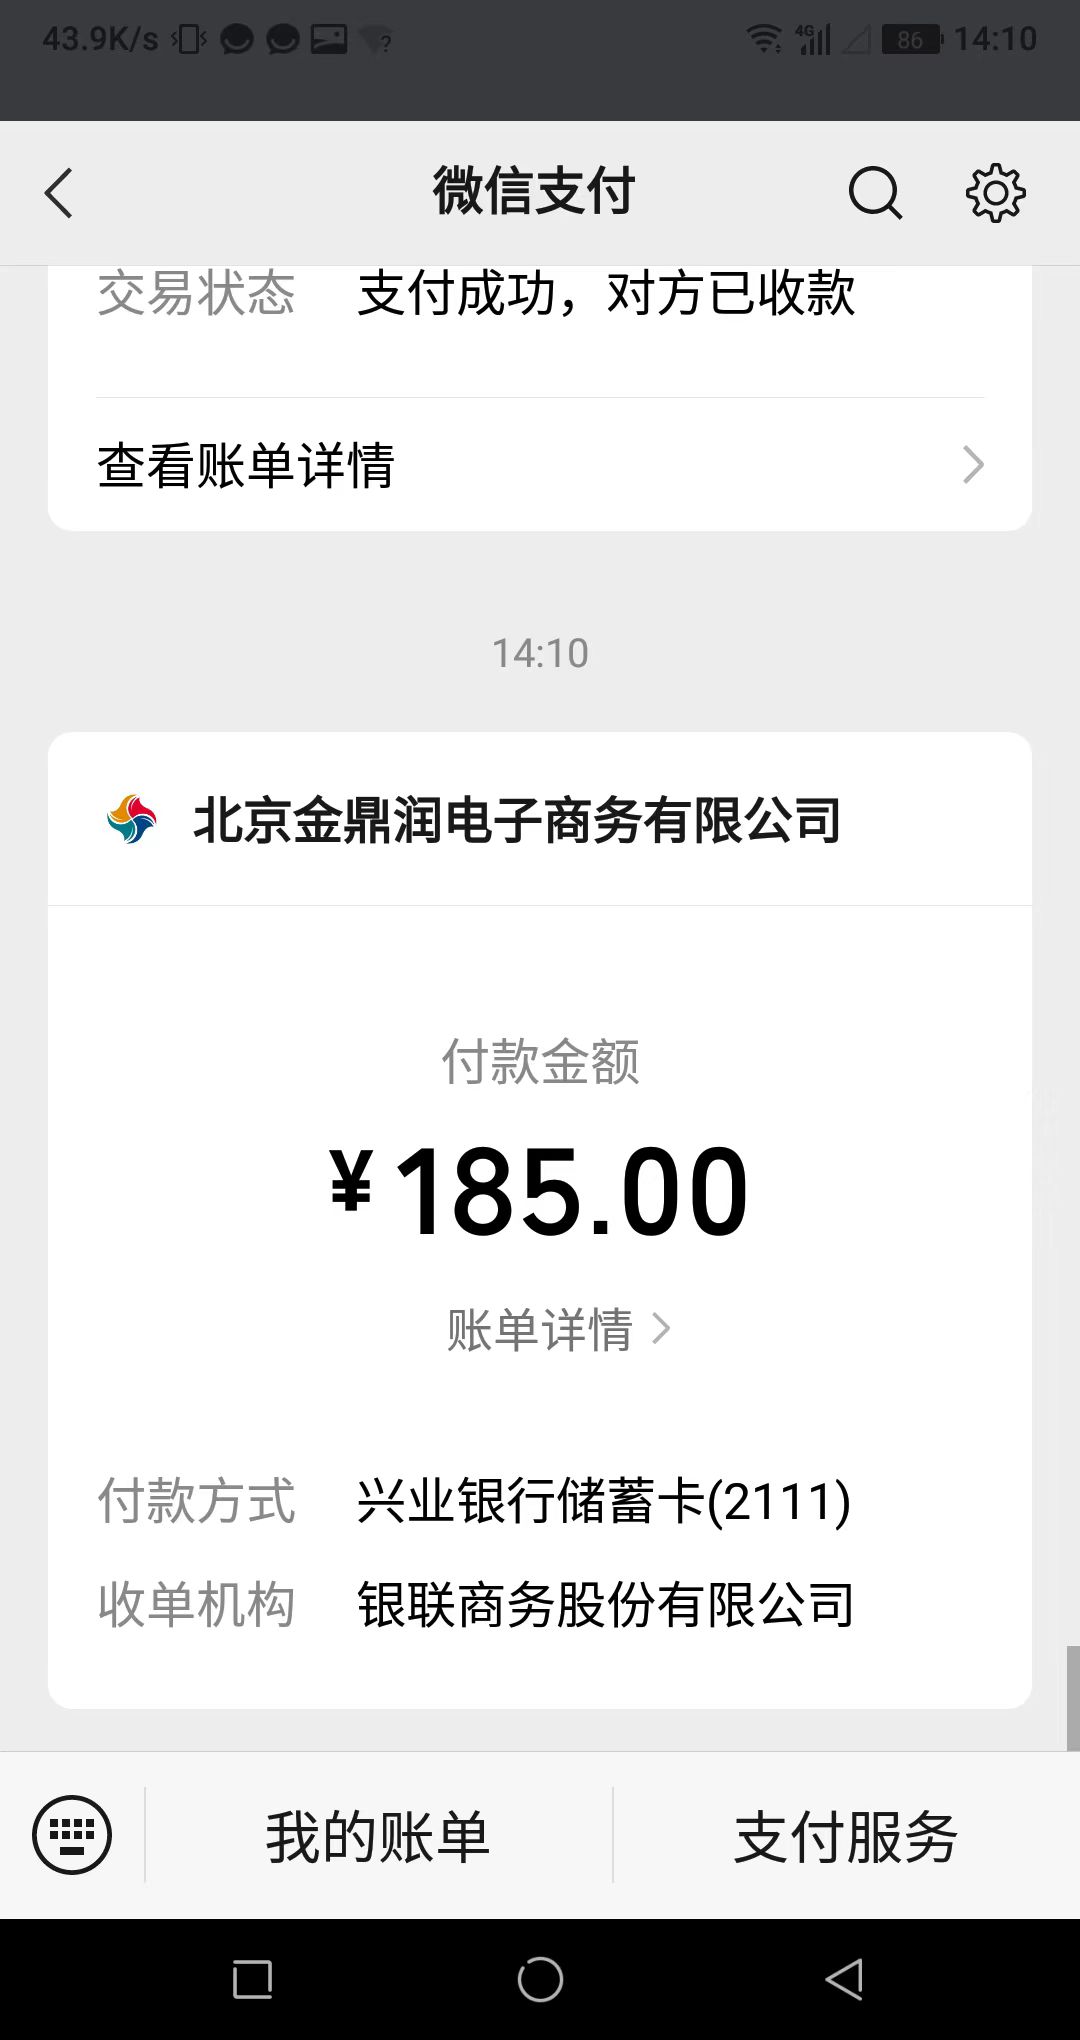 43.9K/s 4G 86 14:10
微信支付
交易状态 支付成功，对方已收款
查看账单详情
14:10
北京金鼎润电子商务有限公司
付款金额
¥185.00
账单详情
付款方式 兴业银行储蓄卡(2111)
收单机构 银联商务股份有限公司
我的账单 支付服务